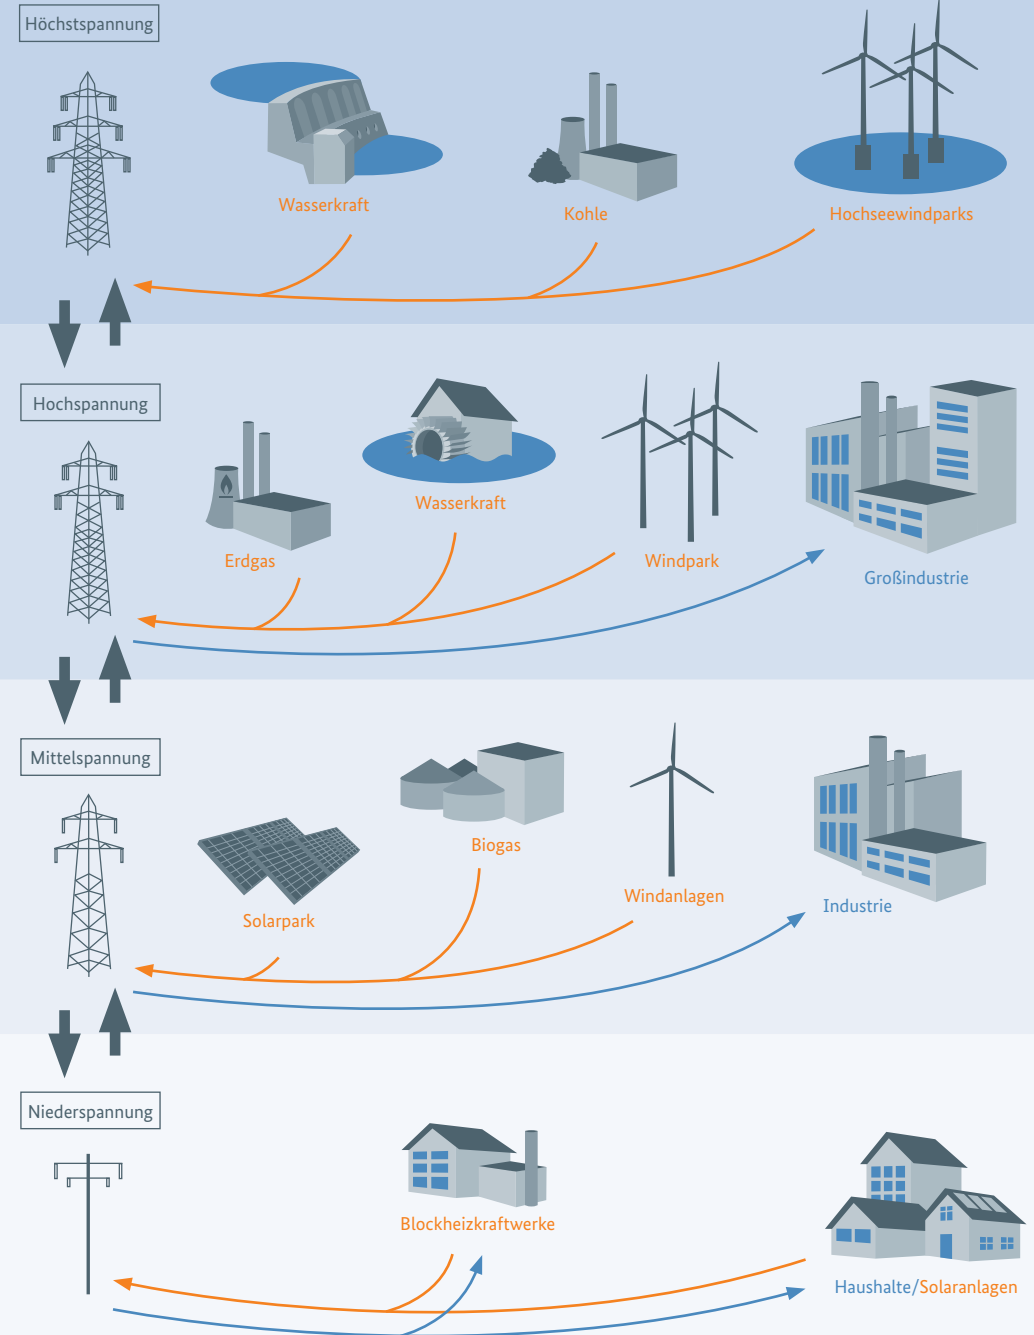 Höchstspannung
Wasserkraft
Kohle
Hochseewindparks
Hochspannung
Wasserkraft
Erdgas
Windpark
Großindustrie
Mittelspannung
Biogas
Solarpark
Windanlagen
Industrie
Niederspannung
Blockheizkraftwerke
Haushalte/Solaranlagen